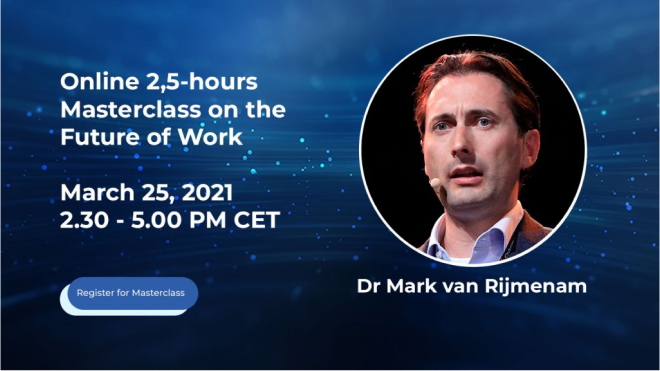 Online 2,5-hours
Masterclass on the
Future of Work
March 25, 2021
2.30 - 5.00 PM CET
Register for Masterclass
Dr Mark van Rijmenam